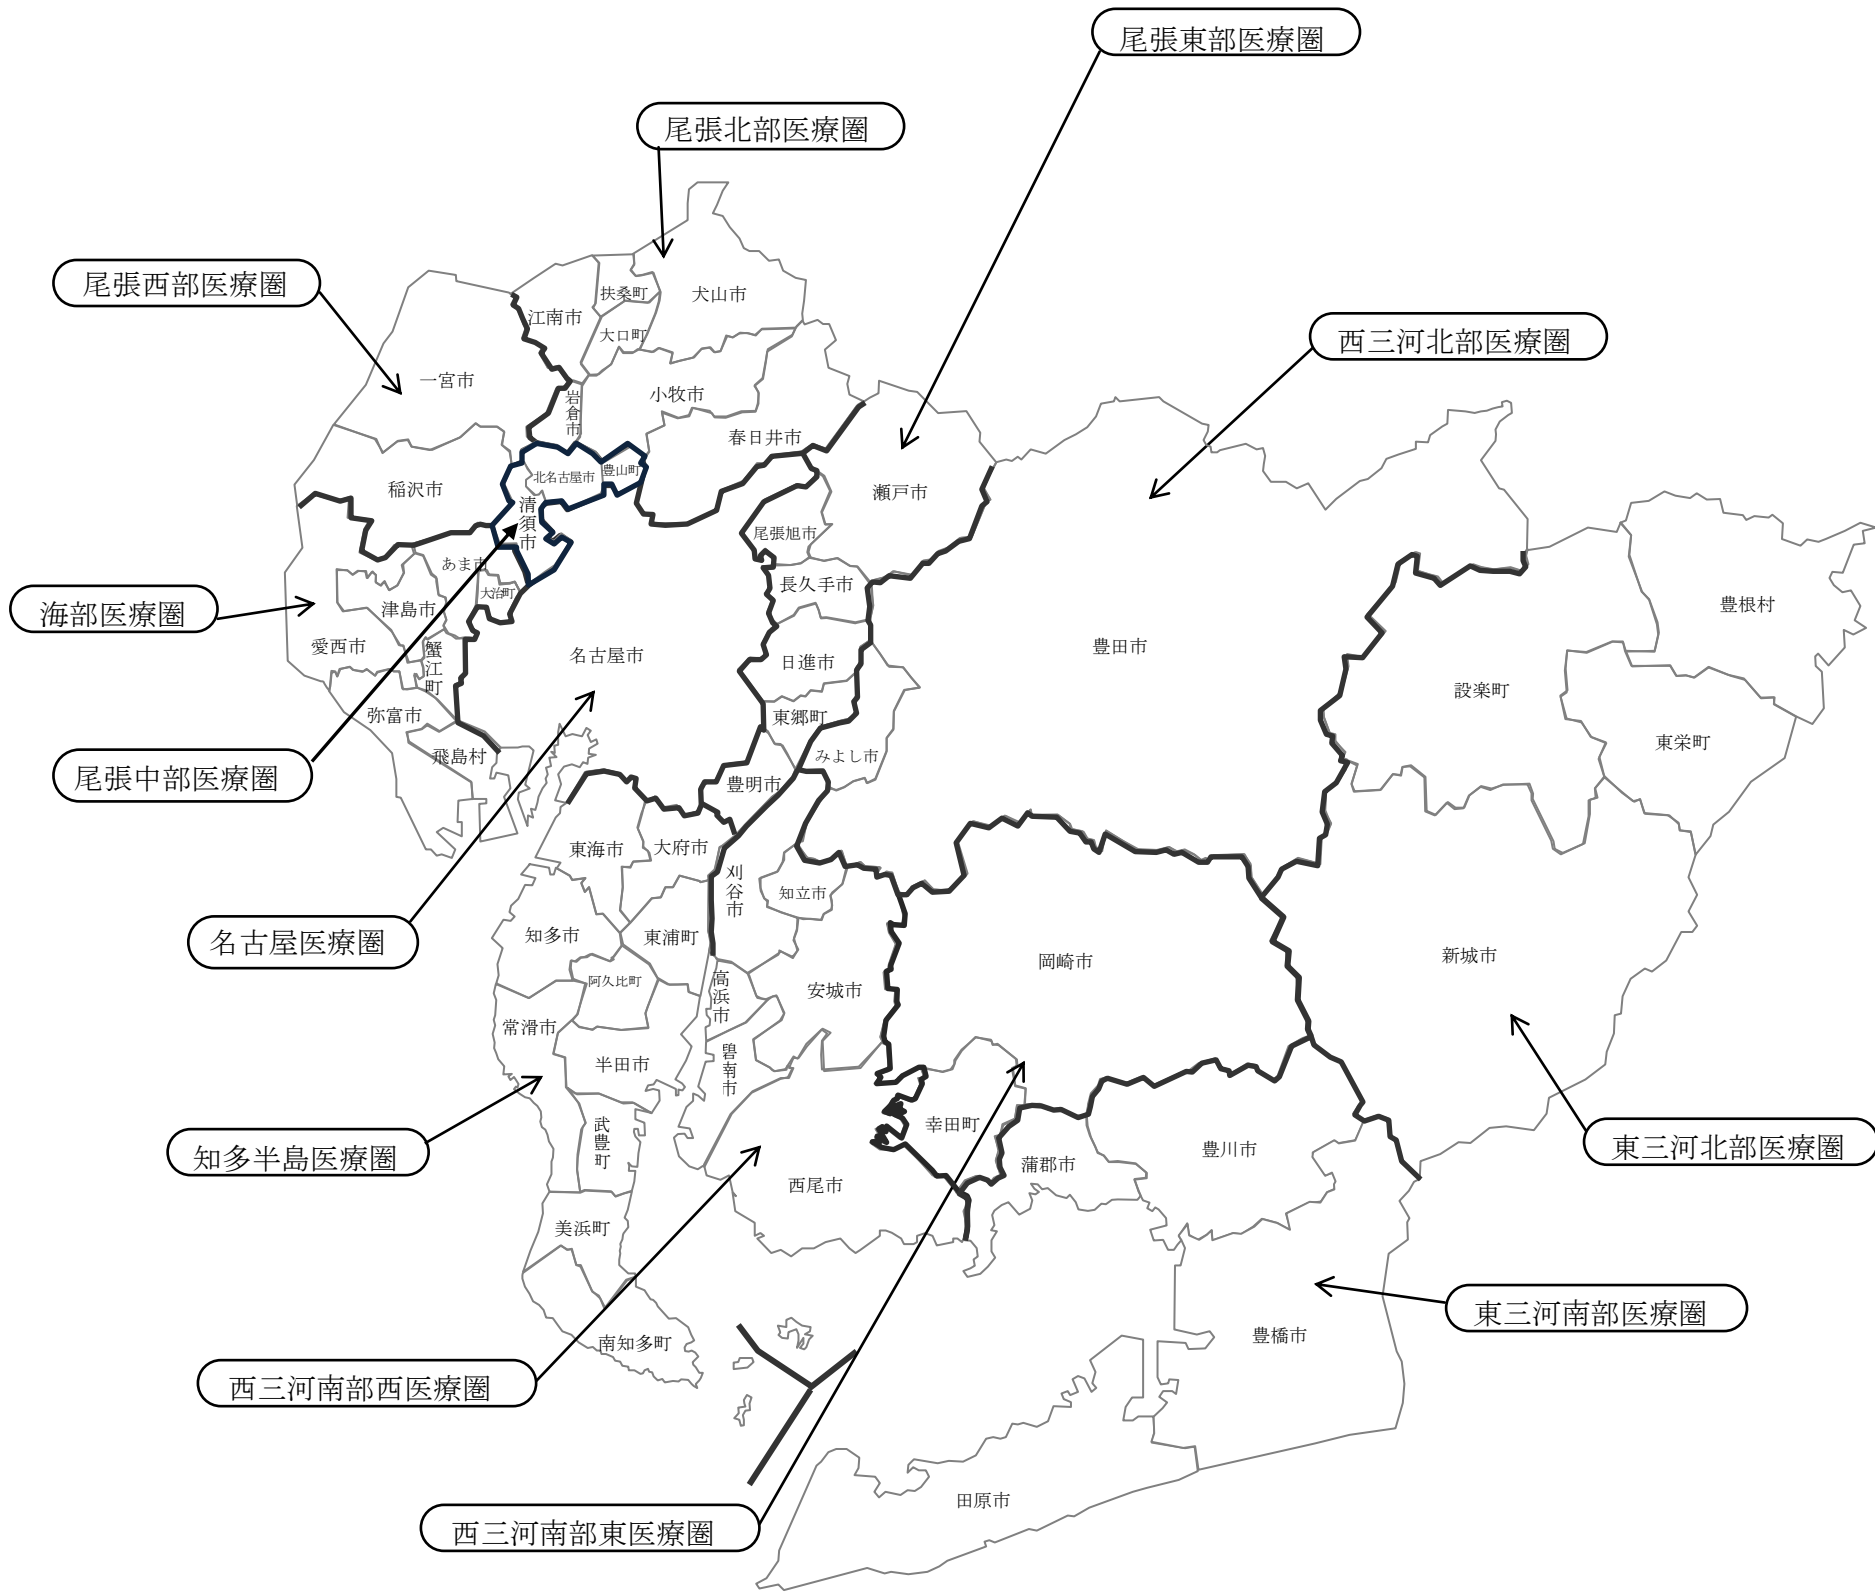 尾張東部医療圏
尾張北部医療圏
尾張西部医療圏
扶桑町
犬山市
江南市
大口町
西三河北部医療圏
一宮市
小牧市
岩倉市
春日井市
北名古屋市
豊山町
稲沢市
瀬戸市
清須市
尾張旭市
あま市
長久手市
大治町
海部医療圏
津島市
豊根村
愛西市
蟹江町
名古屋市
豊田市
日進市
設楽町
弥富市
東郷町
飛島村
みよし市
東栄町
尾張中部医療圏
豊明市
東海市
大府市
刈谷市
知立市
名古屋医療圏
知多市
東浦町
岡崎市
新城市
阿久比町
高浜市
安城市
常滑市
半田市
碧南市
知多半島医療圏
武豊町
幸田町
蒲郡市
豊川市
東三河北部医療圏
西尾市
美浜町
東三河南部医療圏
豊橋市
南知多町
西三河南部西医療圏
田原市
西三河南部東医療圏